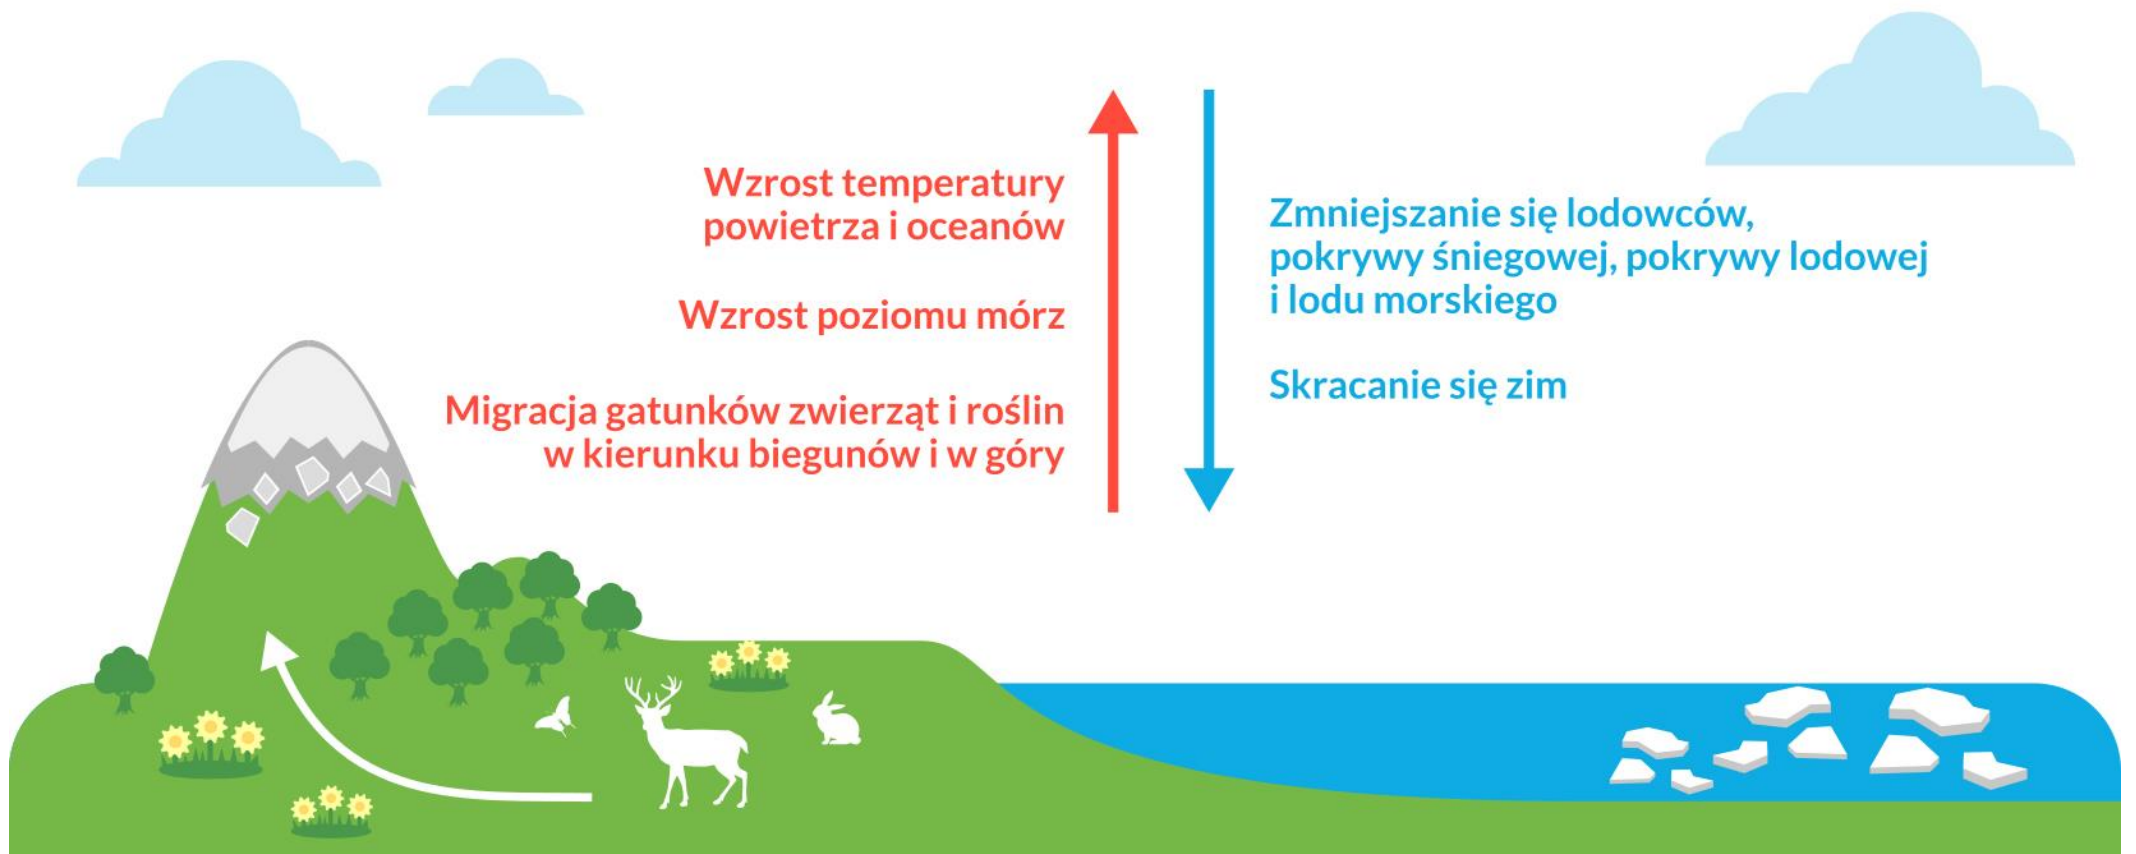 Wzrost temperatury
powietrza i oceanów
Wzrost poziomu mórz
Migracja gatunków zwierząt i roślin
w kierunku biegunów i w góry
Zmniejszanie się lodowców,
pokrywy śniegowej, pokrywy lodowej
i lodu morskiego
Skracanie się zim